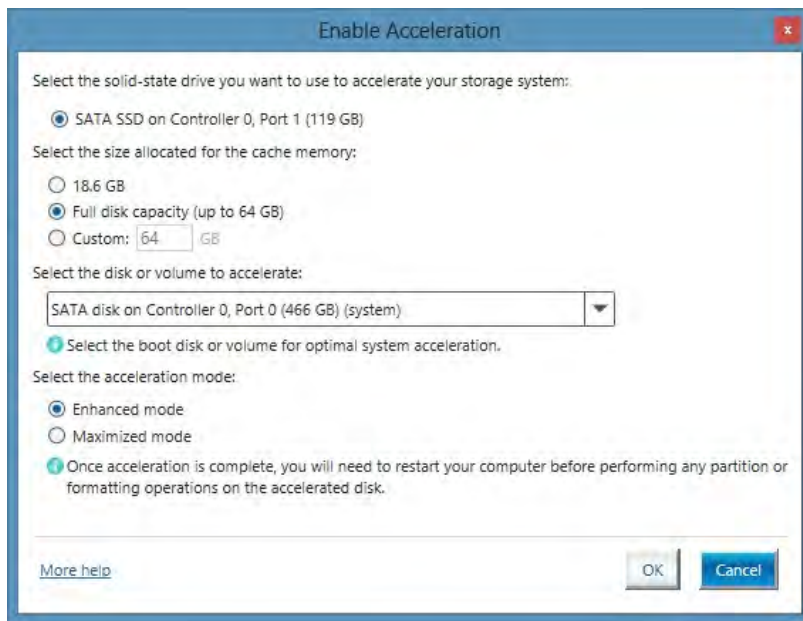 Enable Acceleration
x
Select the solid-state drive you want to use to accelerate your storage system:
SATA SSD on Controller 0, Port 1 (119 GB)
Select the size allocated for the cache memory:
18.6 GB
Full disk capacity (up to 64 GB)
Custom: 64 GB
Select the disk or volume to accelerate:
SATA disk on Controller 0, Port 0 (466 GB) (system)
Select the boot disk or volume for optimal system acceleration.
Select the acceleration mode:
Enhanced mode
Maximized mode
Once acceleration is complete, you will need to restart your computer before performing any partition or
formatting operations on the accelerated disk.
More help OK Cancel